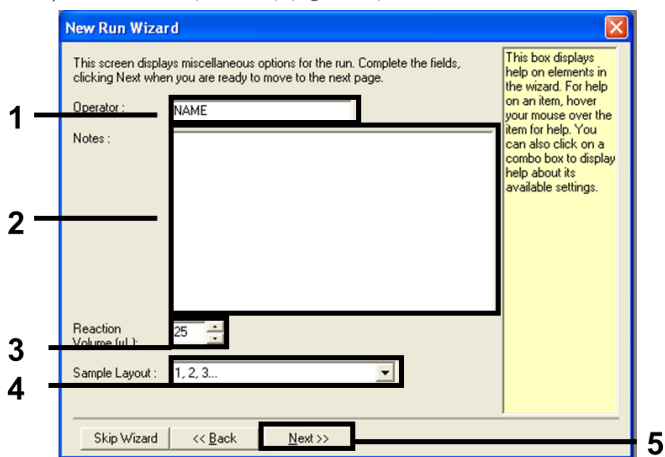 New Run Wizard
This screen displays miscellaneous options for the run. Complete the fields,
clicking Next when you are ready to move to the next page.
This box displays
help on elements in
the wizard. For help
on an item, hover
your mouse over the
item for help. You
can also click on a
combo box to display
help about its
available settings.
1
Operator :
NAME
2
Notes :
3
Reaction
Volume (µL):
25
4
Sample Layout :
1, 2, 3...
Skip Wizard
<< Back
Next >>
5